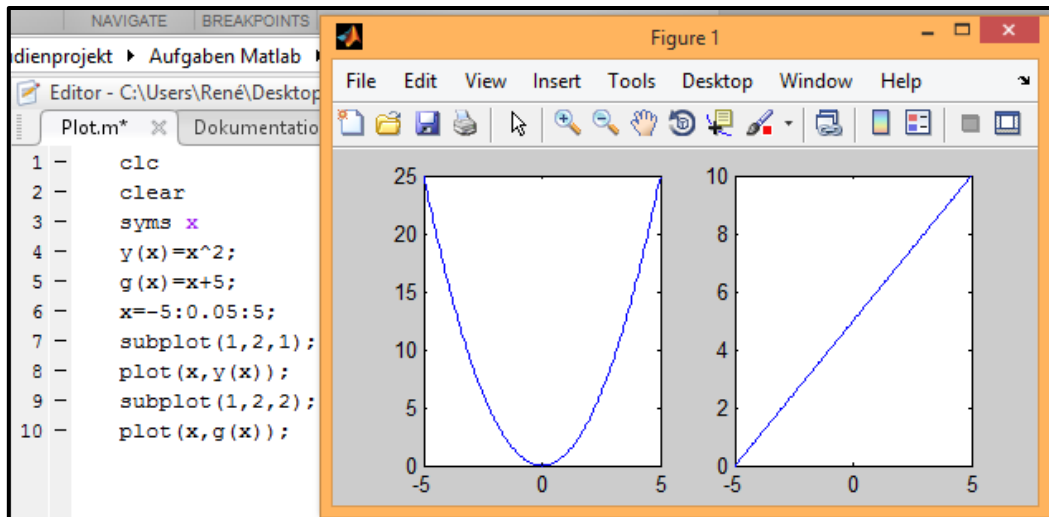 NAVIGATE BREAKPOINTS
dienprojekt Aufgaben Matlab
Editor - C:\Users\René\Desktop
Plot.m* Dokumentatio
1 - clc
2 - clear
3 - syms x
4 - y(x)=x^2;
5 - g(x)=x+5;
6 - x=-5:0.05:5;
7 - subplot(1,2,1);
8 - plot(x,y(x));
9 - subplot(1,2,2);
10 - plot(x,g(x));
Figure 1
File Edit View Insert Tools Desktop Window Help
25
20
15
10
5
0
-5 0 5
10
8
6
4
2
0
-5 0 5